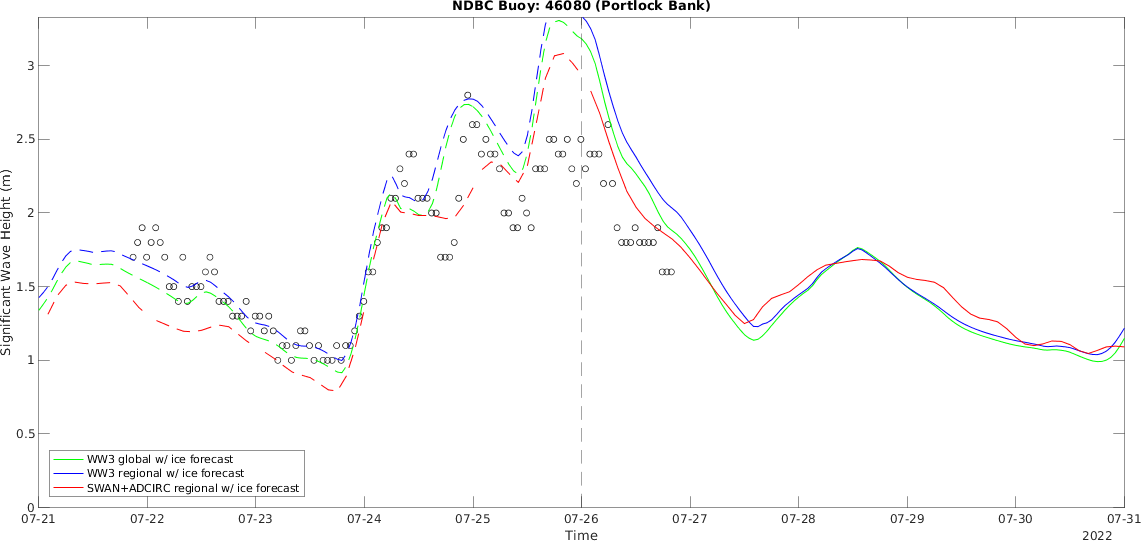 NDBC Buoy: 46080 (Portlock Bank)
Significant Wave Height (m)
3
2.5
2
1.5
1
0.5
0
WW3 global w/ ice forecast
WW3 regional w/ ice forecast
SWAN+ADCIRC regional w/ ice forecast
07-21 07-22 07-23 07-24 07-25 07-26 07-27 07-28 07-29 07-30 07-31
Time
2022